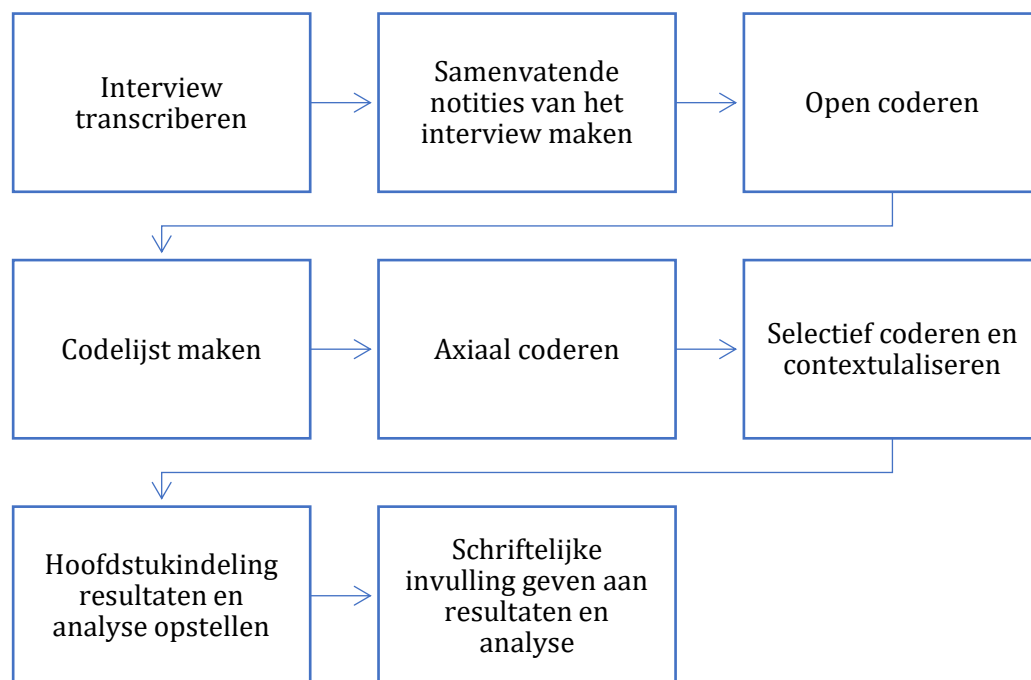 Interview
transcriberen
Samenvatende
notities van het
interview maken
Open coderen
Codelijst maken
Axiaal coderen
Selectief coderen en
contextulaliseren
Hoofdstukindeling
resultaten en
analyse opstellen
Schriftelijke
invulling geven aan
resultaten en
analyse